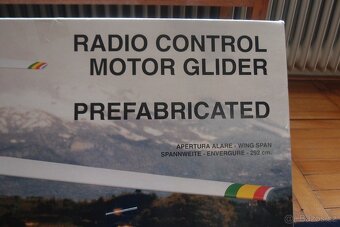 RADIO CONTROL
MOTOR GLIDER
PREFABRICATED
APERTURA ALARE - WING SPAN
SPANNWEITE - ENVERGURE - 292 cm.